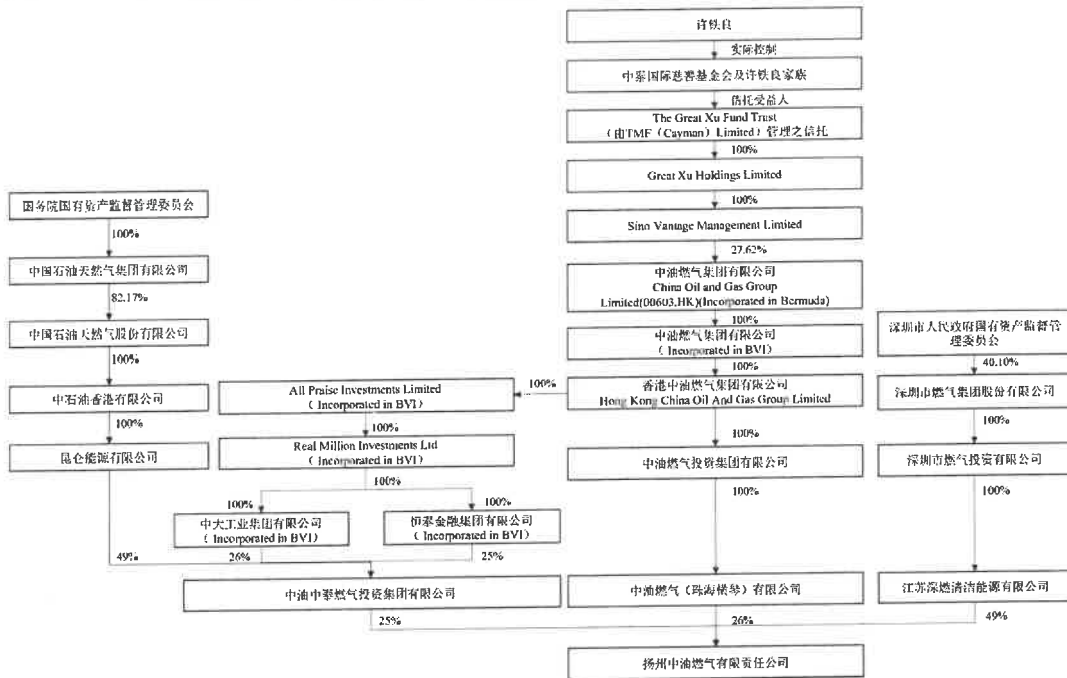 许铁良
实际控制
中泰国际慈善基金会及许铁良家族
信托受益人
The Great Xu Fund Trust
（由TMF（Cayman）Limited）管理之信托
100%
Great Xu Holdings Limited
100%
Sino Vantage Management Limited
27.62%
中油燃气集团有限公司
China Oil and Gas Group
Limited(00603.HK)(Incorporated in Bermuda)
100%
中油燃气集团有限公司
( Incorporated in BVI)
100%
香港中油燃气集团有限公司
Hong Kong China Oil And Gas Group Limited
100%
中油燃气投资集团有限公司
100%
中油燃气（珠海横琴）有限公司
26%
国务院国有资产监督管理委员会
100%
中国石油天然气集团有限公司
82.17%
中国石油天然气股份有限公司
100%
中石油香港有限公司
100%
昆仑能源有限公司
49%
100%
All Praise Investments Limited
( Incorporated in BVI)
100%
Real Million Investments Ltd
( Incorporated in BVI)
100%
100%
100%
中大工业集团有限公司
( Incorporated in BVI)
26%
恒泰金融集团有限公司
( Incorporated in BVI)
25%
中油中泰燃气投资集团有限公司
25%
深圳市人民政府国有资产监督管
理委员会
40.10%
深圳市燃气集团股份有限公司
100%
深圳市燃气投资有限公司
100%
江苏深燃清洁能源有限公司
49%
扬州中油燃气有限责任公司